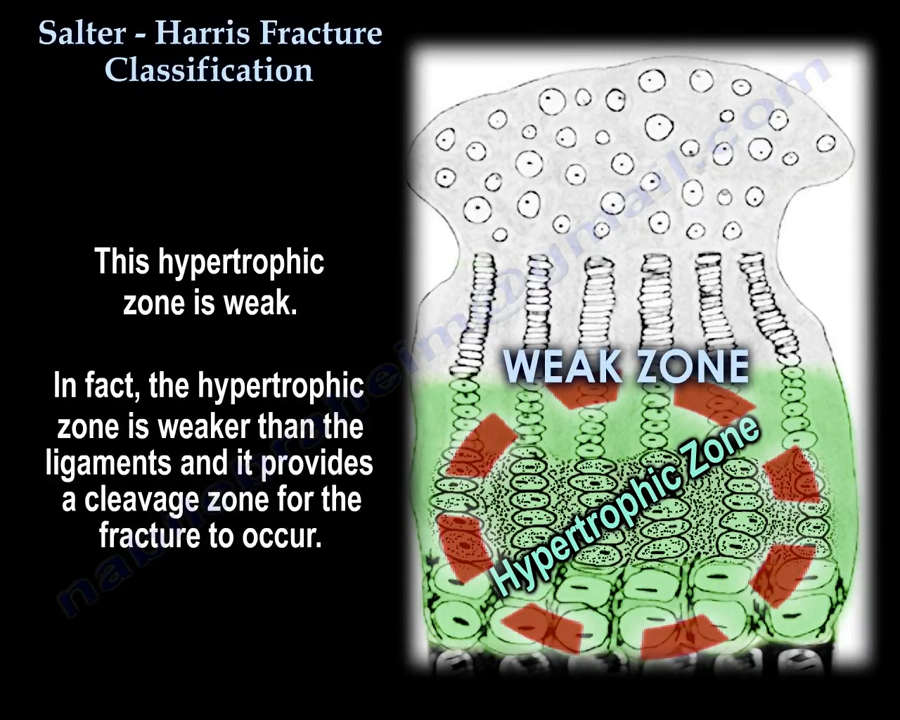 Salter - Harris Fracture
Classification
This hypertrophic
zone is weak.
In fact, the hypertrophic
zone is weaker than the
ligaments and it provides
a cleavage zone for the
fracture to occur.
WEAK ZONE
Hypertrophic Zone